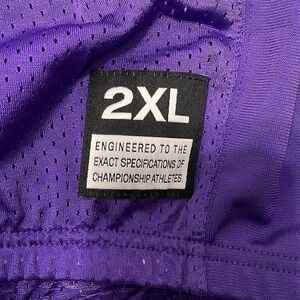 2XL
ENGINEERED TO THE
EXACT SPECIFICATIONS OF
CHAMPIONSHIP ATHLETES